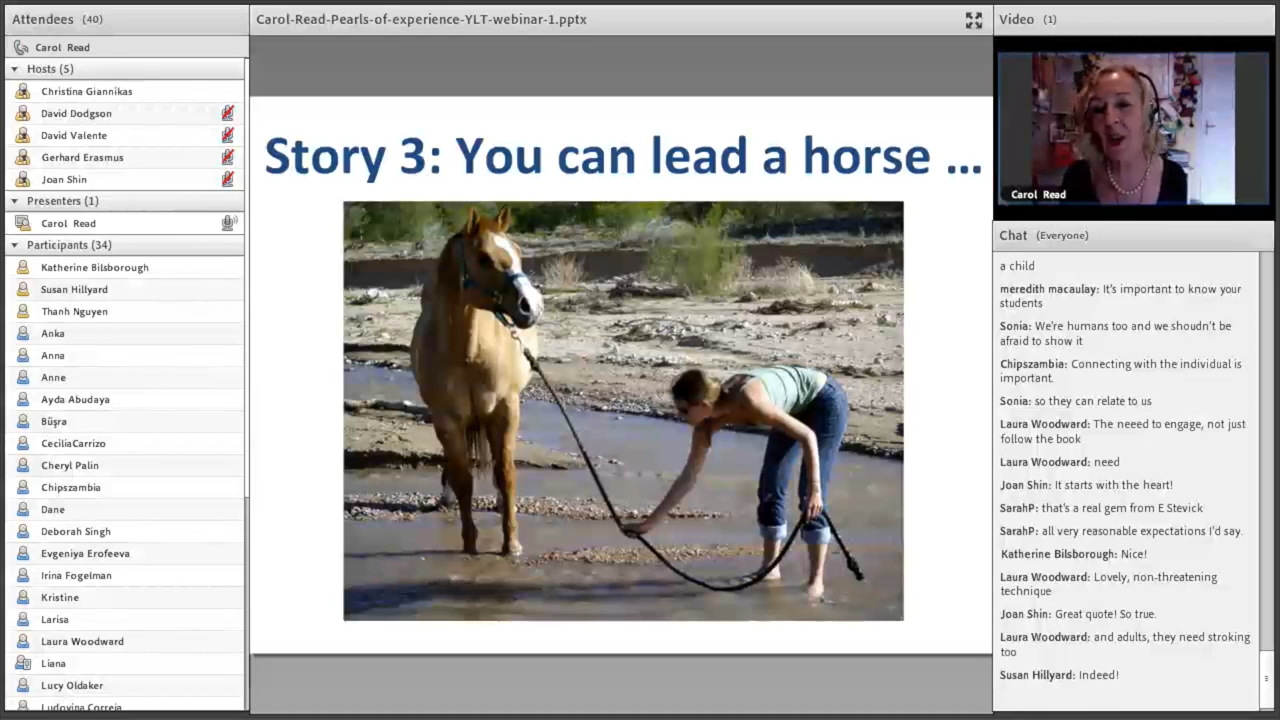 Attendees (40)
Carol Read
Hosts (5)
Christina Giannikas
David Dodgson
David Valente
Gerhard Erasmus
Joan Shin
Presenters (1)
Carol Read
Participants (34)
Katherine Bilsborough
Susan Hillyard
Thanh Nguyen
Anka
Anna
Anne
Ayda Abudaya
Büşra
CeciliaCarrizo
Cheryl Palin
Chipszambia
Dane
Deborah Singh
Evgeniya Erofeeva
Irina Fogelman
Kristine
Larisa
Laura Woodward
Liana
Lucy Oldaker
Ludovina Correia
Carol-Read-Pearls-of-experience-YLT-webinar-1.pptx
Story 3: You can lead a horse ...
Video (1)
Carol Read
Chat (Everyone)
a child
meredith macaulay: It's important to know your
students
Sonia: We're humans too and we shoudn't be
afraid to show it
Chipszambia: Connecting with the individual is
important.
Sonia: so they can relate to us
Laura Woodward: The neeed to engage, not just
follow the book
Laura Woodward: need
Joan Shin: It starts with the heart!
SarahP: that's a real gem from E Stevick
SarahP: all very reasonable expectations I'd say.
Katherine Bilsborough: Nice!
Laura Woodward: Lovely, non-threatening
technique
Joan Shin: Great quote! So true.
Laura Woodward: and adults, they need stroking
too
Susan Hillyard: Indeed!